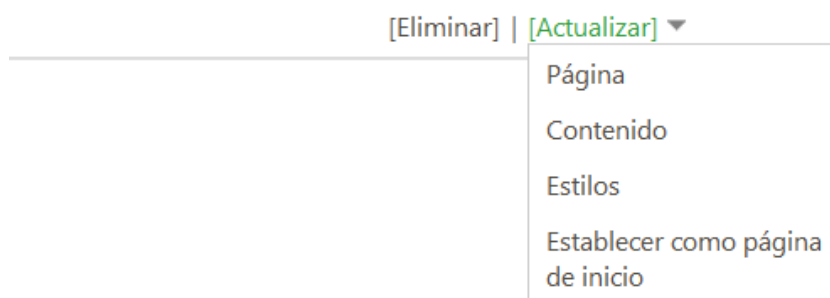 [Eliminar] | [Actualizar]
Página
Contenido
Estilos
Establecer como página
de inicio